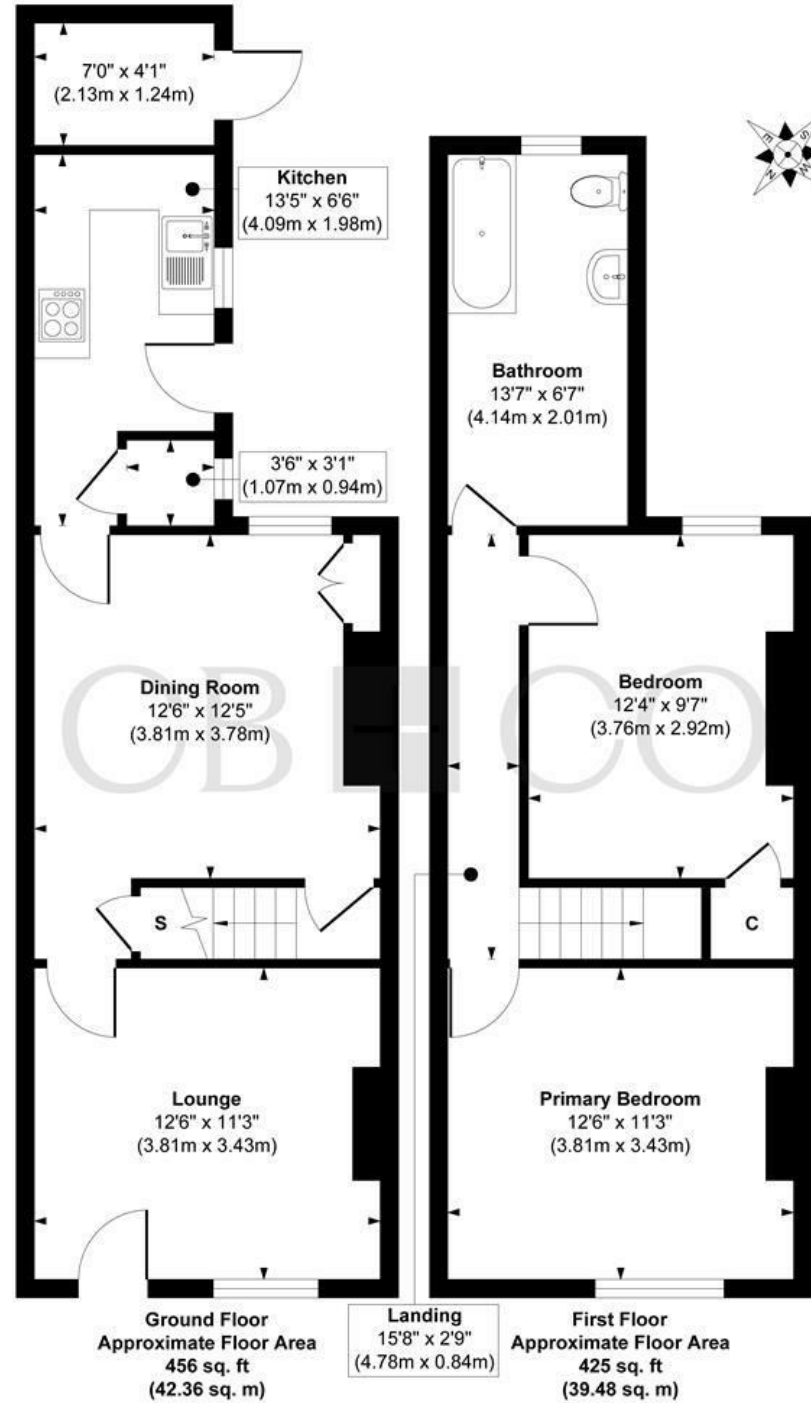 7'0" x 4'1"
(2.13m x 1.24m)
Kitchen
13'5" x 6'6"
(4.09m x 1.98m)
3'6" x 3'1"
(1.07m x 0.94m)
Dining Room
12'6" x 12'5"
(3.81m x 3.78m)
S
Lounge
12'6" x 11'3"
(3.81m x 3.43m)
Ground Floor
Approximate Floor Area
456 sq. ft
(42.36 sq. m)
E
S
N
W
Bathroom
13'7" x 6'7"
(4.14m x 2.01m)
Bedroom
12'4" x 9'7"
(3.76m x 2.92m)
C
Primary Bedroom
12'6" x 11'3"
(3.81m x 3.43m)
Landing
15'8" x 2'9"
(4.78m x 0.84m)
First Floor
Approximate Floor Area
425 sq. ft
(39.48 sq. m)
CB H CO